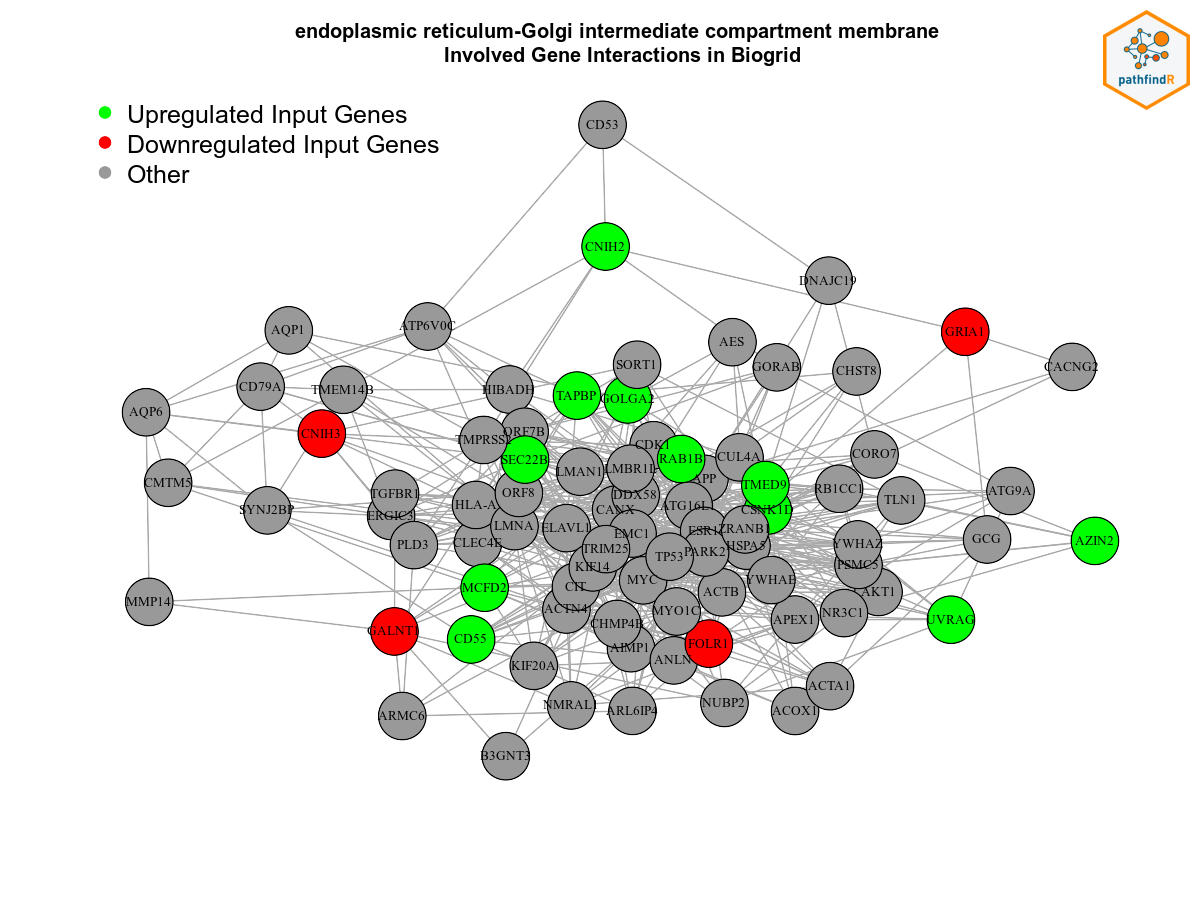 endoplasmic reticulum-Golgi intermediate compartment membrane
Involved Gene Interactions in Biogrid
pathfindR
Upregulated Input Genes
Downregulated Input Genes
Other
CD53
CNIH2
DNAJC19
AQP1
ATP6V0C
GRIA1
AES
SORT1
GORAB
CHST8
CACNG2
CD79A
TMEM14B
HIBADH
TAPBP
GOLGA2
AQP6
CNIH3
TMPRSS2
ORF7B
CDK1
SEC22B
LMAN1
LMBR1L
RAB1B
CUL4A
CORO7
CMTM5
TGFBR1
ORF8
DDX58
APP
TMED9
RB1CC1
TLN1
ATG9A
SYNJ2BP
ERGIC3
HLA-A
CANX
ATG16L1
CSNK1D
LMNA
ELAVL1
EMC1
ESR1
ZRANB1
PLD3
CLEC4E
TRIM25
TP53
PARK2
HSPA5
YWHAZ
GCG
AZIN2
KIF14
PSMC5
MCFD2
CIT
MYC
ACTB
YWHAE
AKT1
MMP14
ACTN4
MYO1C
APEX1
NR3C1
UVRAG
GALNT1
CD55
CHMP4B
FOLR1
AIMP1
ANLN
KIF20A
ACTA1
ARMC6
NMRAL1
ARL6IP4
NUBP2
ACOX1
B3GNT3